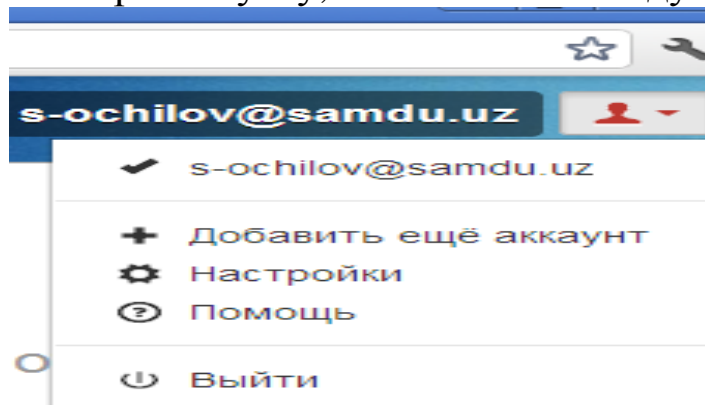 s-ochilov@samdu.uz
s-ochilov@samdu.uz
Добавить ещё аккаунт
Настройки
Помощь
Выйти